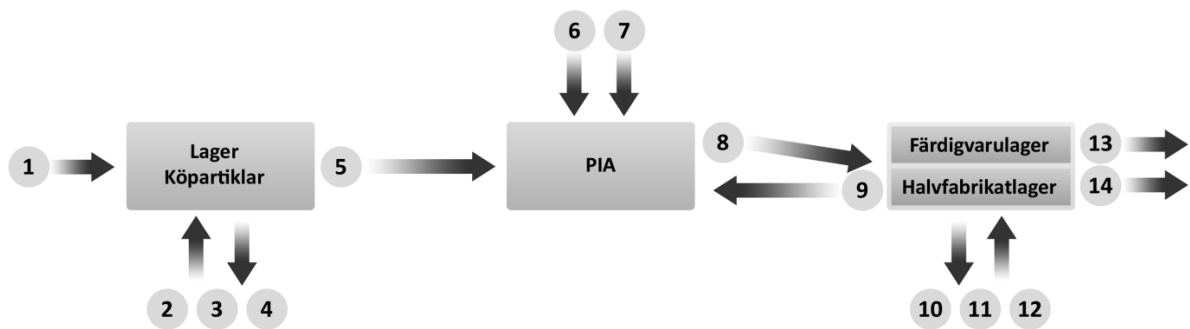 6 7
1
Lager
Köpartiklar
5
PIA
8
9
Färdigvarulager
Halvfabrikatlager
13
14
2 3 4
10 11 12